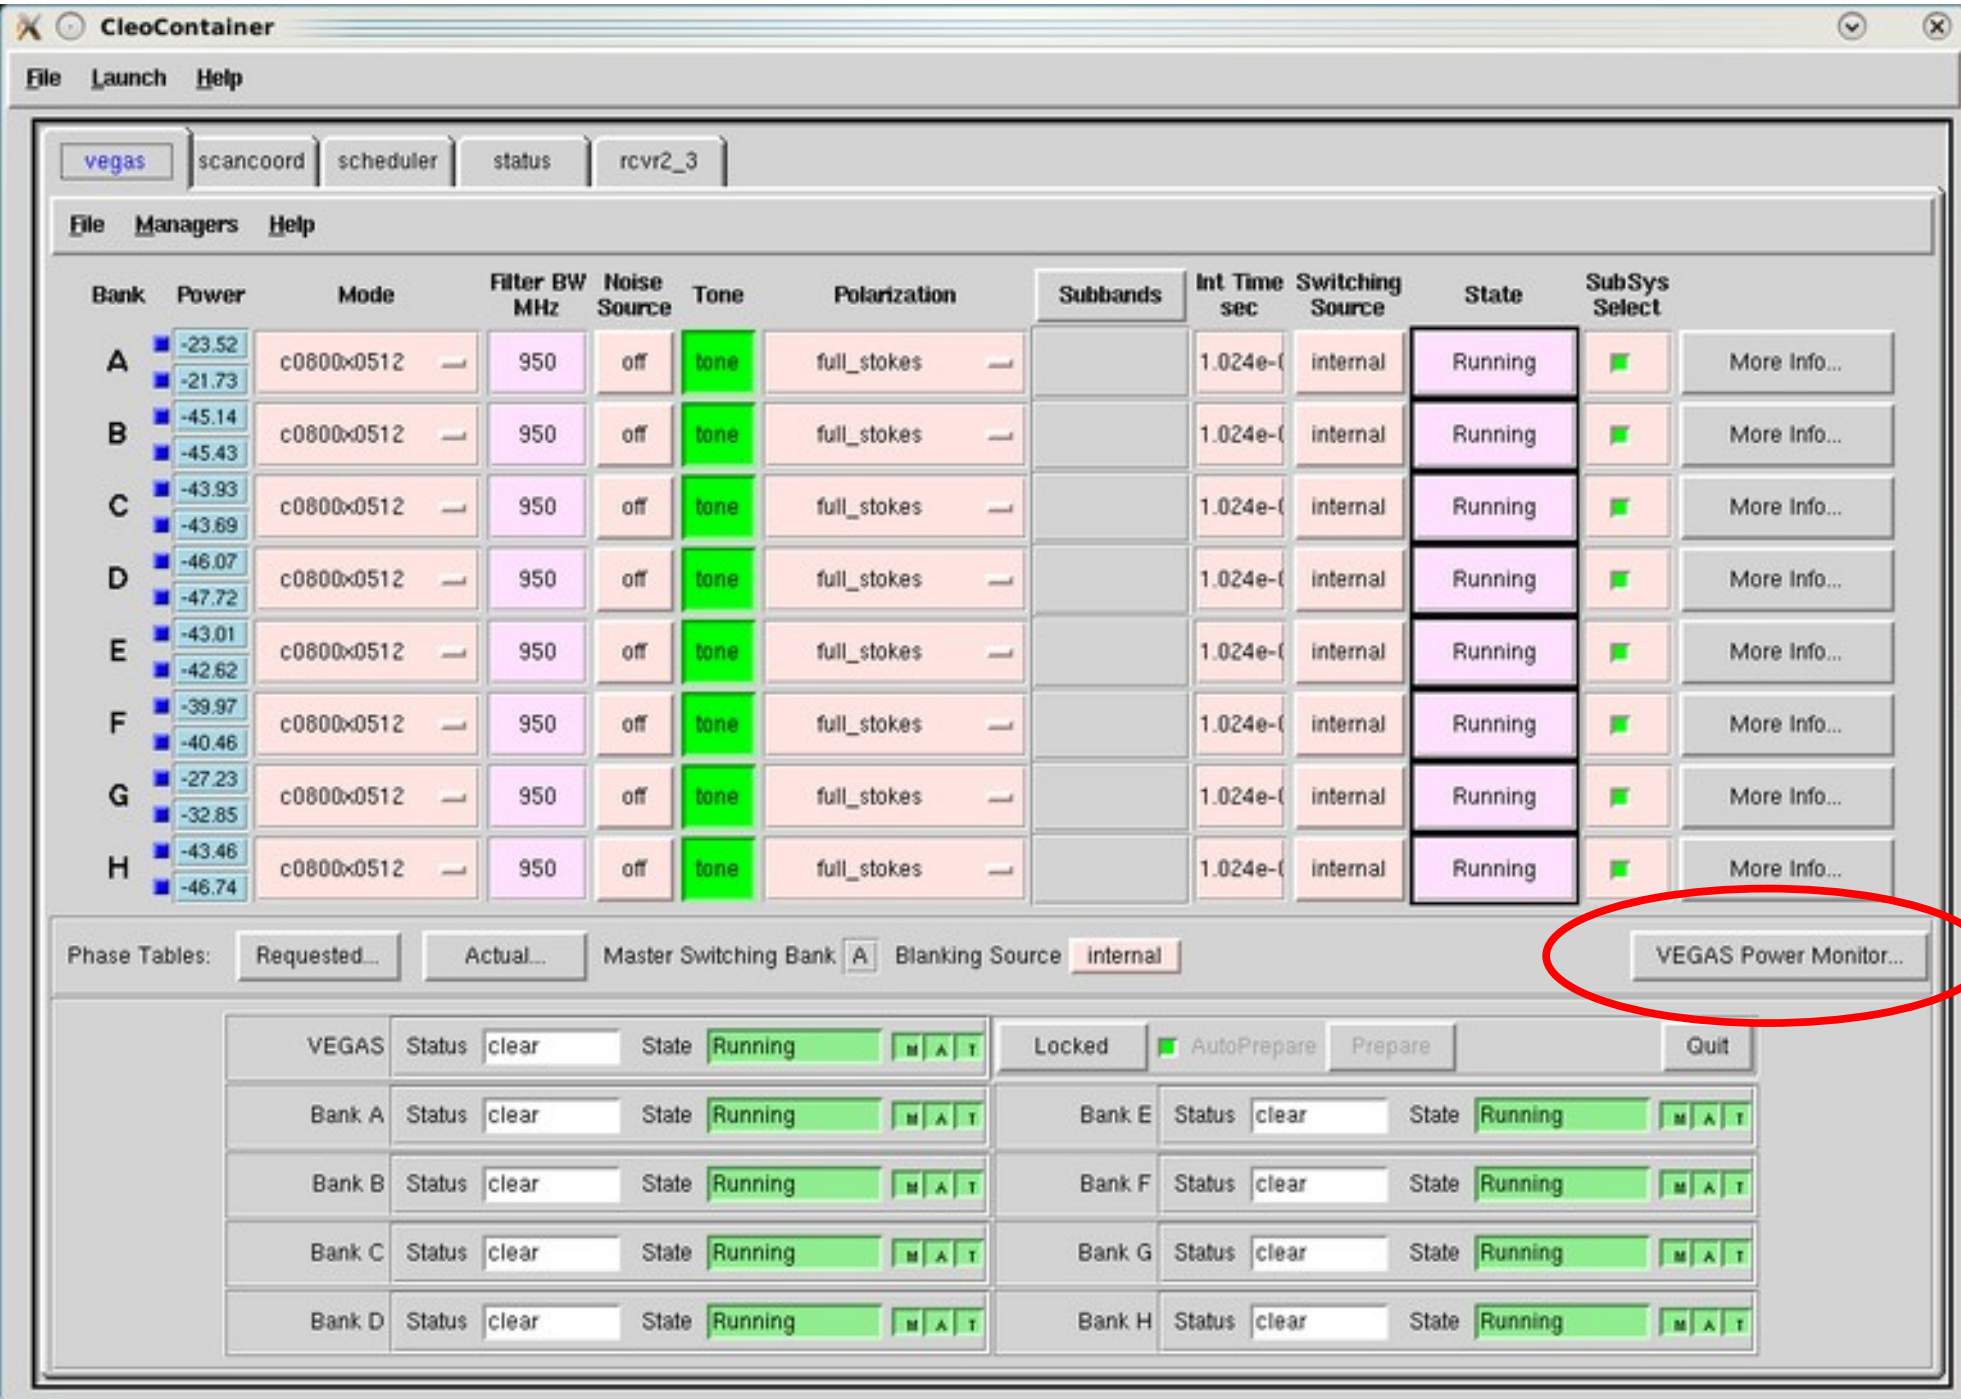 CleoContainer
File Launch Help
vegas scancoord scheduler status rcvr2_3
File Managers Help
Bank Power Mode Filter BW MHz Noise Source Tone Polarization Subbands Int Time sec Switching Source State SubSys Select
A -23.52 -21.73 c0800x0512 950 off tone full_stokes 1.024e-0 internal Running More Info...
B -45.14 -45.43 c0800x0512 950 off tone full_stokes 1.024e-0 internal Running More Info...
C -43.93 -43.69 c0800x0512 950 off tone full_stokes 1.024e-0 internal Running More Info...
D -46.07 -47.72 c0800x0512 950 off tone full_stokes 1.024e-0 internal Running More Info...
E -43.01 -42.62 c0800x0512 950 off tone full_stokes 1.024e-0 internal Running More Info...
F -39.97 -40.46 c0800x0512 950 off tone full_stokes 1.024e-0 internal Running More Info...
G -27.23 -32.85 c0800x0512 950 off tone full_stokes 1.024e-0 internal Running More Info...
H -43.46 -46.74 c0800x0512 950 off tone full_stokes 1.024e-0 internal Running More Info...
Phase Tables: Requested... Actual... Master Switching Bank A Blanking Source internal VEGAS Power Monitor...
VEGAS Status clear State Running M A T Locked AutoPrepare Prepare Quit
Bank A Status clear State Running M A T Bank E Status clear State Running M A T
Bank B Status clear State Running M A T Bank F Status clear State Running M A T
Bank C Status clear State Running M A T Bank G Status clear State Running M A T
Bank D Status clear State Running M A T Bank H Status clear State Running M A T